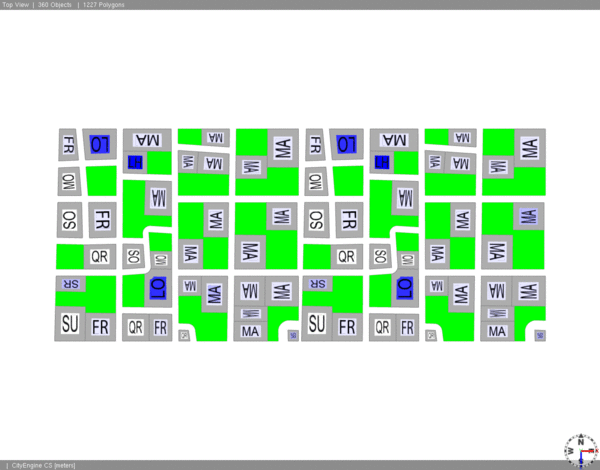 Top View | 360 Objects | 1227 Polygons
FR LO MA MA MA FR LO MA MA MA
MA MA MA MA MA MA
OM MA MO MA
SO FR MA MA SO FR MA MA
QR SO MO MA MA QR SO MO MA MA
SR LO MA MA MA MA SR LO MA MA MA MA
MA MA
SU FR QR FR MA SU FR QR FR MA
N
W
E
S
| CityEngine CS [meters]